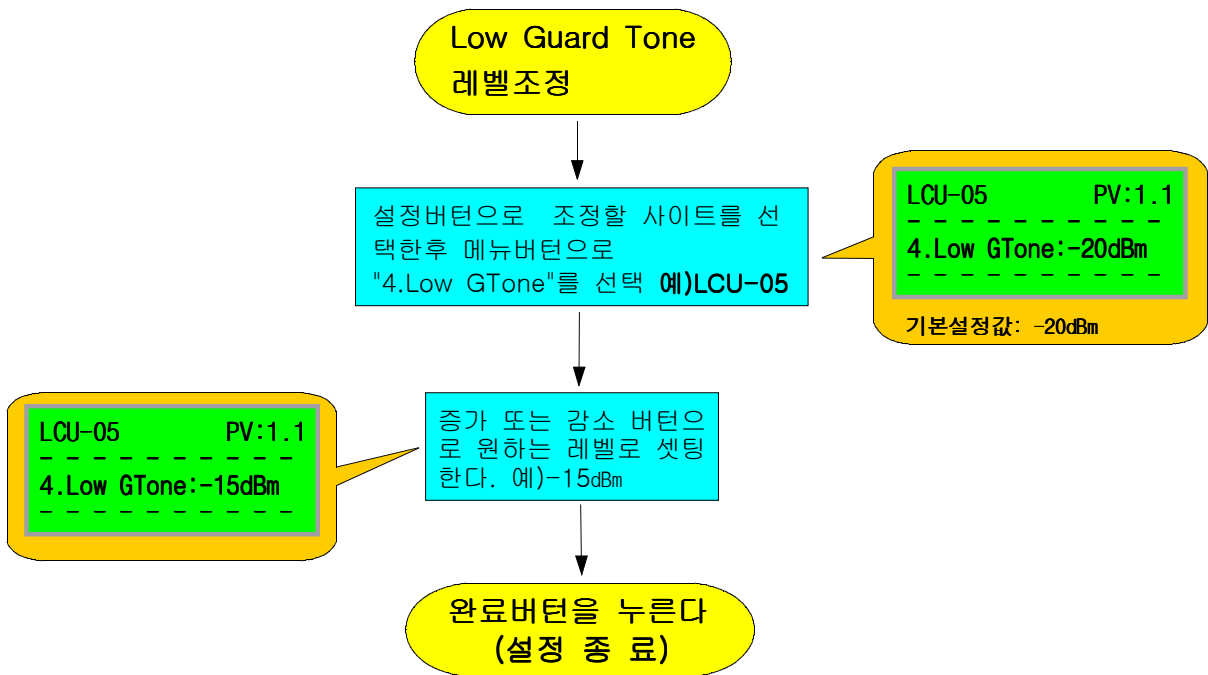 Low Guard Tone
레벨조정
설정버턴으로 조정할 사이트를 선
택한후 메뉴버턴으로
"4.Low GTone"를 선택 예)LCU-05
LCU-05 PV:1.1
- - - - - - - - - -
4.Low GTone:-20dBm
- - - - - - - - - -
기본설정값: -20dBm
증가 또는 감소 버턴으
로 원하는 레벨로 셋팅
한다. 예)-15dBm
LCU-05 PV:1.1
- - - - - - - - - -
4.Low GTone:-15dBm
- - - - - - - - - -
완료버턴을 누른다
(설정 종 료)